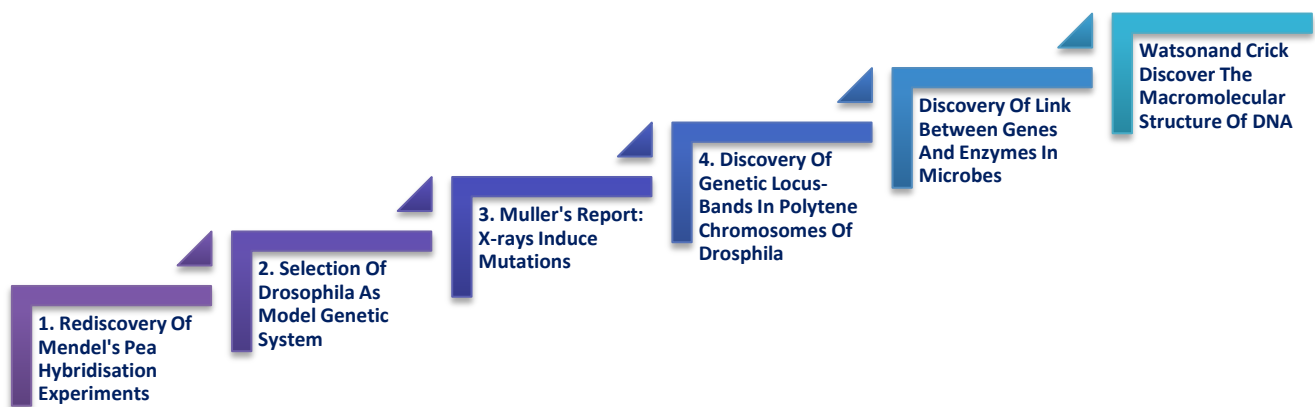 1. Rediscovery Of
Mendel's Pea
Hybridisation
Experiments
2. Selection Of
Drosophila As
Model Genetic
System
3. Muller's Report:
X-rays Induce
Mutations
4. Discovery Of
Genetic Locus-
Bands In Polytene
Chromosomes Of
Drosphila
Discovery Of Link
Between Genes
And Enzymes In
Microbes
Watsonand Crick
Discover The
Macromolecular
Structure Of DNA